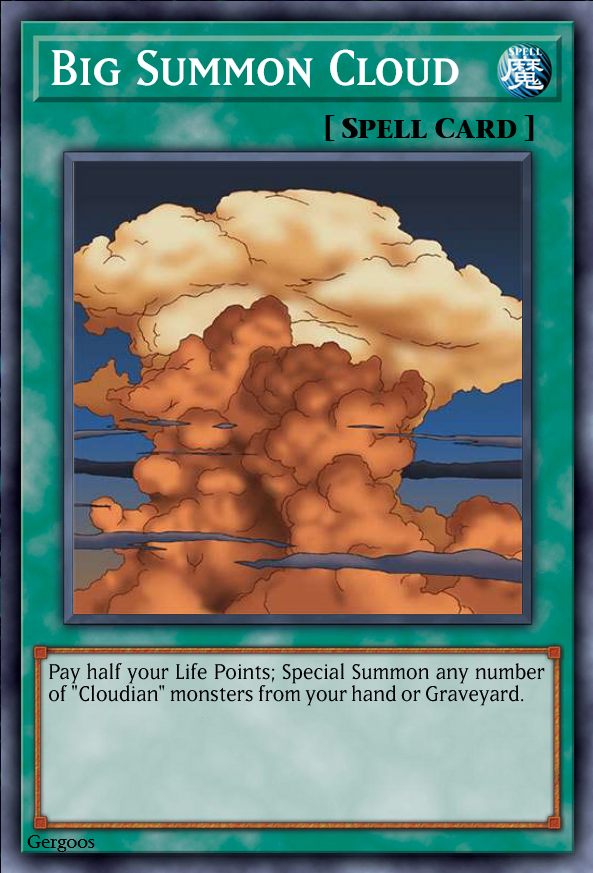 Big Summon Cloud
SPELL
魔
[ Spell Card ]
Pay half your Life Points; Special Summon any number
of "Cloudian" monsters from your hand or Graveyard.
Gergoos